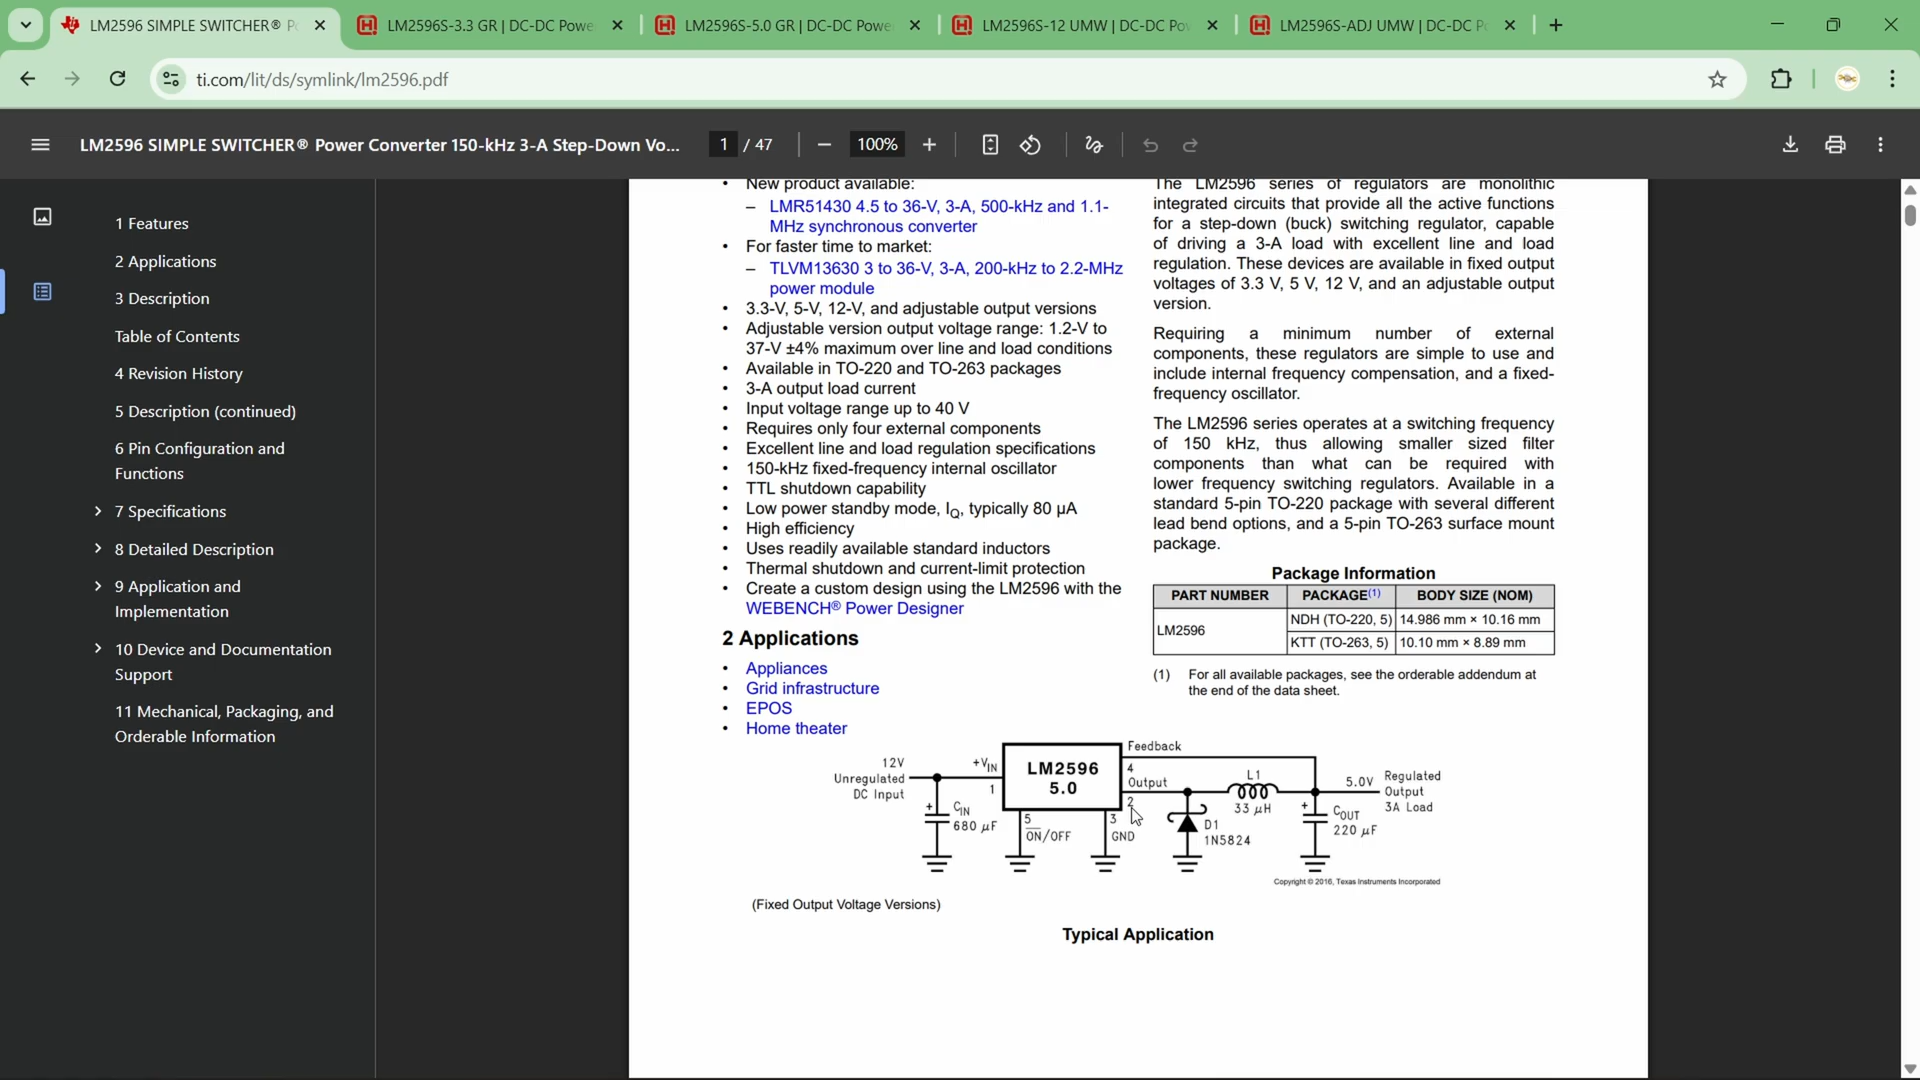 LM2596 SIMPLE SWITCHER® P
LM2596S-3.3 GR | DC-DC Powe
LM2596S-5.0 GR | DC-DC Powe
LM2596S-12 UMW | DC-DC Po
LM2596S-ADJ UMW | DC-DC P
ti.com/lit/ds/symlink/lm2596.pdf
LM2596 SIMPLE SWITCHER® Power Converter 150-kHz 3-A Step-Down Vo...
1 / 47
100%
1 Features
2 Applications
3 Description
Table of Contents
4 Revision History
5 Description (continued)
6 Pin Configuration and
Functions
7 Specifications
8 Detailed Description
9 Application and
Implementation
10 Device and Documentation
Support
11 Mechanical, Packaging, and
Orderable Information
• New product available:
– LMR51430 4.5 to 36-V, 3-A, 500-kHz and 1.1-
MHz synchronous converter
• For faster time to market:
– TLVM13630 3 to 36-V, 3-A, 200-kHz to 2.2-MHz
power module
• 3.3-V, 5-V, 12-V, and adjustable output versions
• Adjustable version output voltage range: 1.2-V to
37-V ±4% maximum over line and load conditions
• Available in TO-220 and TO-263 packages
• 3-A output load current
• Input voltage range up to 40 V
• Requires only four external components
• Excellent line and load regulation specifications
• 150-kHz fixed-frequency internal oscillator
• TTL shutdown capability
• Low power standby mode, IQ, typically 80 μA
• High efficiency
• Uses readily available standard inductors
• Thermal shutdown and current-limit protection
• Create a custom design using the LM2596 with the
WEBENCH® Power Designer
2 Applications
• Appliances
• Grid infrastructure
• EPOS
• Home theater
The LM2596 series of regulators are monolithic
integrated circuits that provide all the active functions
for a step-down (buck) switching regulator, capable
of driving a 3-A load with excellent line and load
regulation. These devices are available in fixed output
voltages of 3.3 V, 5 V, 12 V, and an adjustable output
version.
Requiring a minimum number of external
components, these regulators are simple to use and
include internal frequency compensation, and a fixed-
frequency oscillator.
The LM2596 series operates at a switching frequency
of 150 kHz, thus allowing smaller sized filter
components than what can be required with
lower frequency switching regulators. Available in a
standard 5-pin TO-220 package with several different
lead bend options, and a 5-pin TO-263 surface mount
package.
Package Information
PART NUMBER PACKAGE(1) BODY SIZE (NOM)
LM2596
NDH (TO-220, 5) 14.986 mm × 10.16 mm
KTT (TO-263, 5) 10.10 mm × 8.89 mm
(1) For all available packages, see the orderable addendum at
the end of the data sheet.
12V
Unregulated
DC Input
+VIN
1
+
CIN
680 μF
LM2596
5.0
5
ON/OFF
3
GND
Feedback
4
Output
2
D1
1N5824
L1
33 μH
5.0V
Regulated
Output
3A Load
+
COUT
220 μF
Copyright © 2016, Texas Instruments Incorporated
(Fixed Output Voltage Versions)
Typical Application